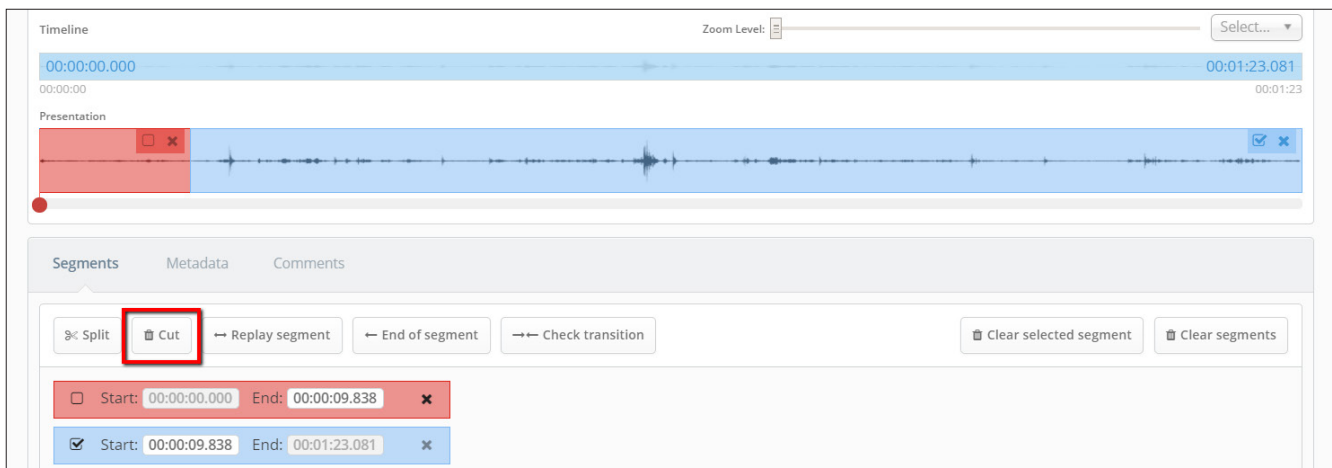 Timeline Zoom Level: Select...
00:00:00.000 00:01:23.081
00:00:00 00:01:23
Presentation
Segments Metadata Comments
Split Cut Replay segment End of segment Check transition Clear selected segment Clear segments
Start: 00:00:00.000 End: 00:00:09.838
Start: 00:00:09.838 End: 00:01:23.081